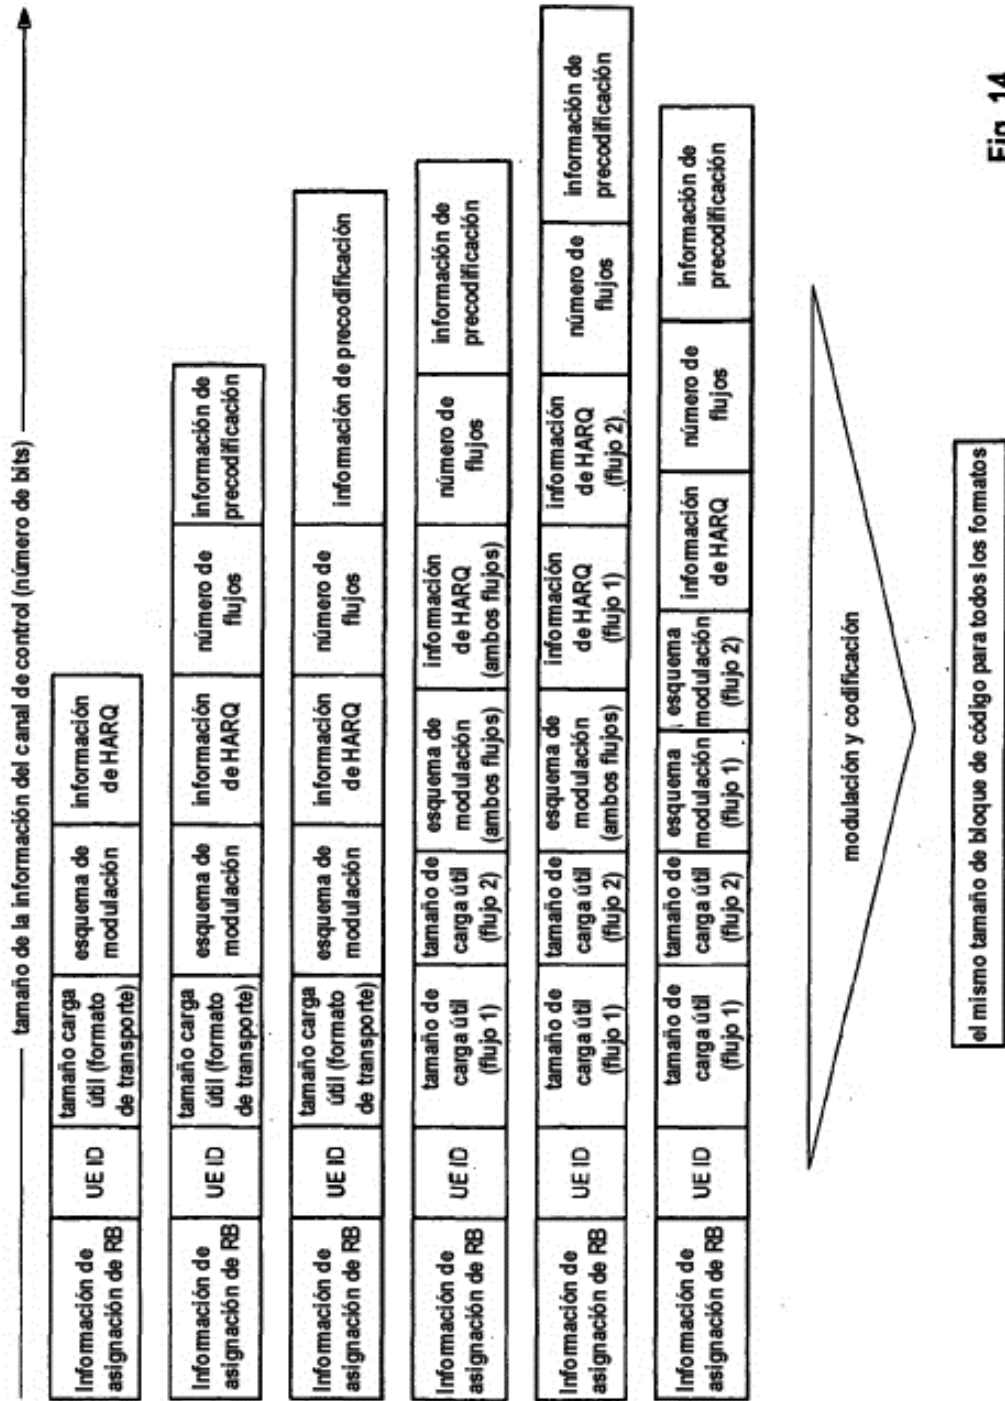 tamaño de la información del canal de control (número de bits)
Información de
asignación de RB
UE ID
tamaño carga
útil (formato
de transporte)
esquema de
modulación
información
de HARQ
Información de
asignación de RB
UE ID
tamaño carga
útil (formato
de transporte)
esquema de
modulación
información
de HARQ
número de
flujos
información de
precodificación
Información de
asignación de RB
UE ID
tamaño carga
útil (formato
de transporte)
esquema de
modulación
información
de HARQ
número de
flujos
información de precodificación
Información de
asignación de RB
UE ID
tamaño de
carga útil
(flujo 1)
tamaño de
carga útil
(flujo 2)
esquema de
modulación
(ambos flujos)
información
de HARQ
(ambos flujos)
número de
flujos
información de
precodificación
Información de
asignación de RB
UE ID
tamaño de
carga útil
(flujo 1)
tamaño de
carga útil
(flujo 2)
esquema de
modulación
(ambos flujos)
información
de HARQ
(flujo 1)
información
de HARQ
(flujo 2)
número de
flujos
información de
precodificación
Información de
asignación de RB
UE ID
tamaño de
carga útil
(flujo 1)
tamaño de
carga útil
(flujo 2)
esquema
modulación
(flujo 1)
esquema
modulación
(flujo 2)
información
de HARQ
número de
flujos
información de
precodificación
modulación y codificación
el mismo tamaño de bloque de código para todos los formatos
Fig. 14